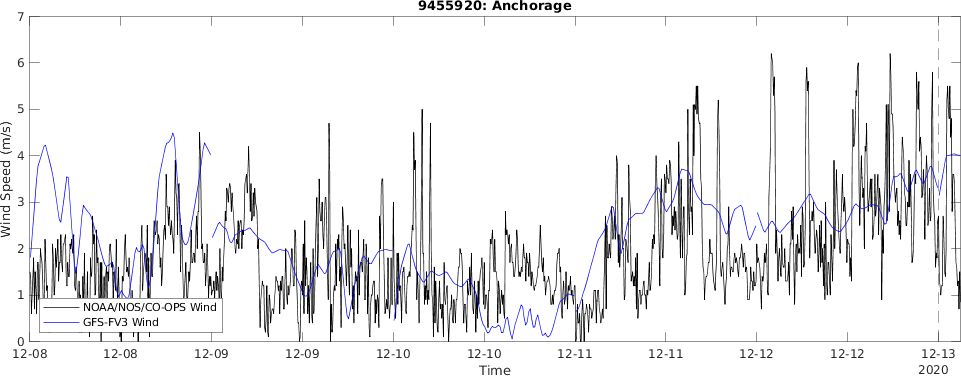 9455920: Anchorage
7
6
5
4
3
2
1
0
Wind Speed (m/s)
NOAA/NOS/CO-OPS Wind
GFS-FV3 Wind
12-08 12-08 12-09 12-09 12-10 12-10 12-11 12-11 12-12 12-12 12-13
Time 2020